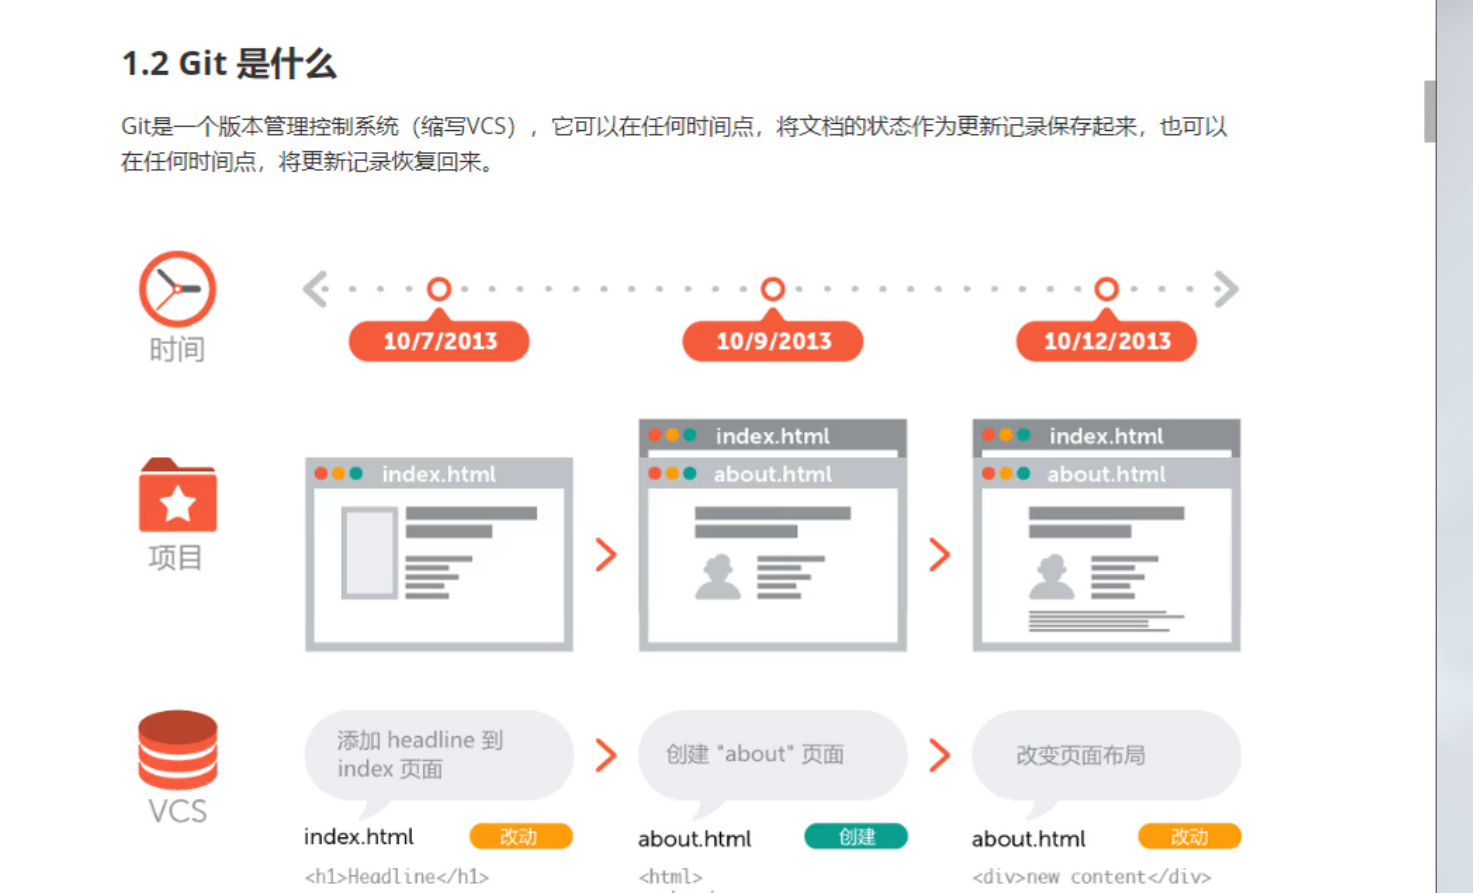 1.2 Git 是什么
Git是一个版本管理控制系统（缩写VCS），它可以在任何时间点，将文档的状态作为更新记录保存起来，也可以
在任何时间点，将更新记录恢复回来。
时间
10/7/2013
10/9/2013
10/12/2013
项目
index.html
index.html
about.html
index.html
about.html
VCS
添加 headline 到
index 页面
创建 "about" 页面
改变页面布局
index.html 改动
about.html 创建
about.html 改动
<h1>Headline</h1>
<html>
<div>new content</div>